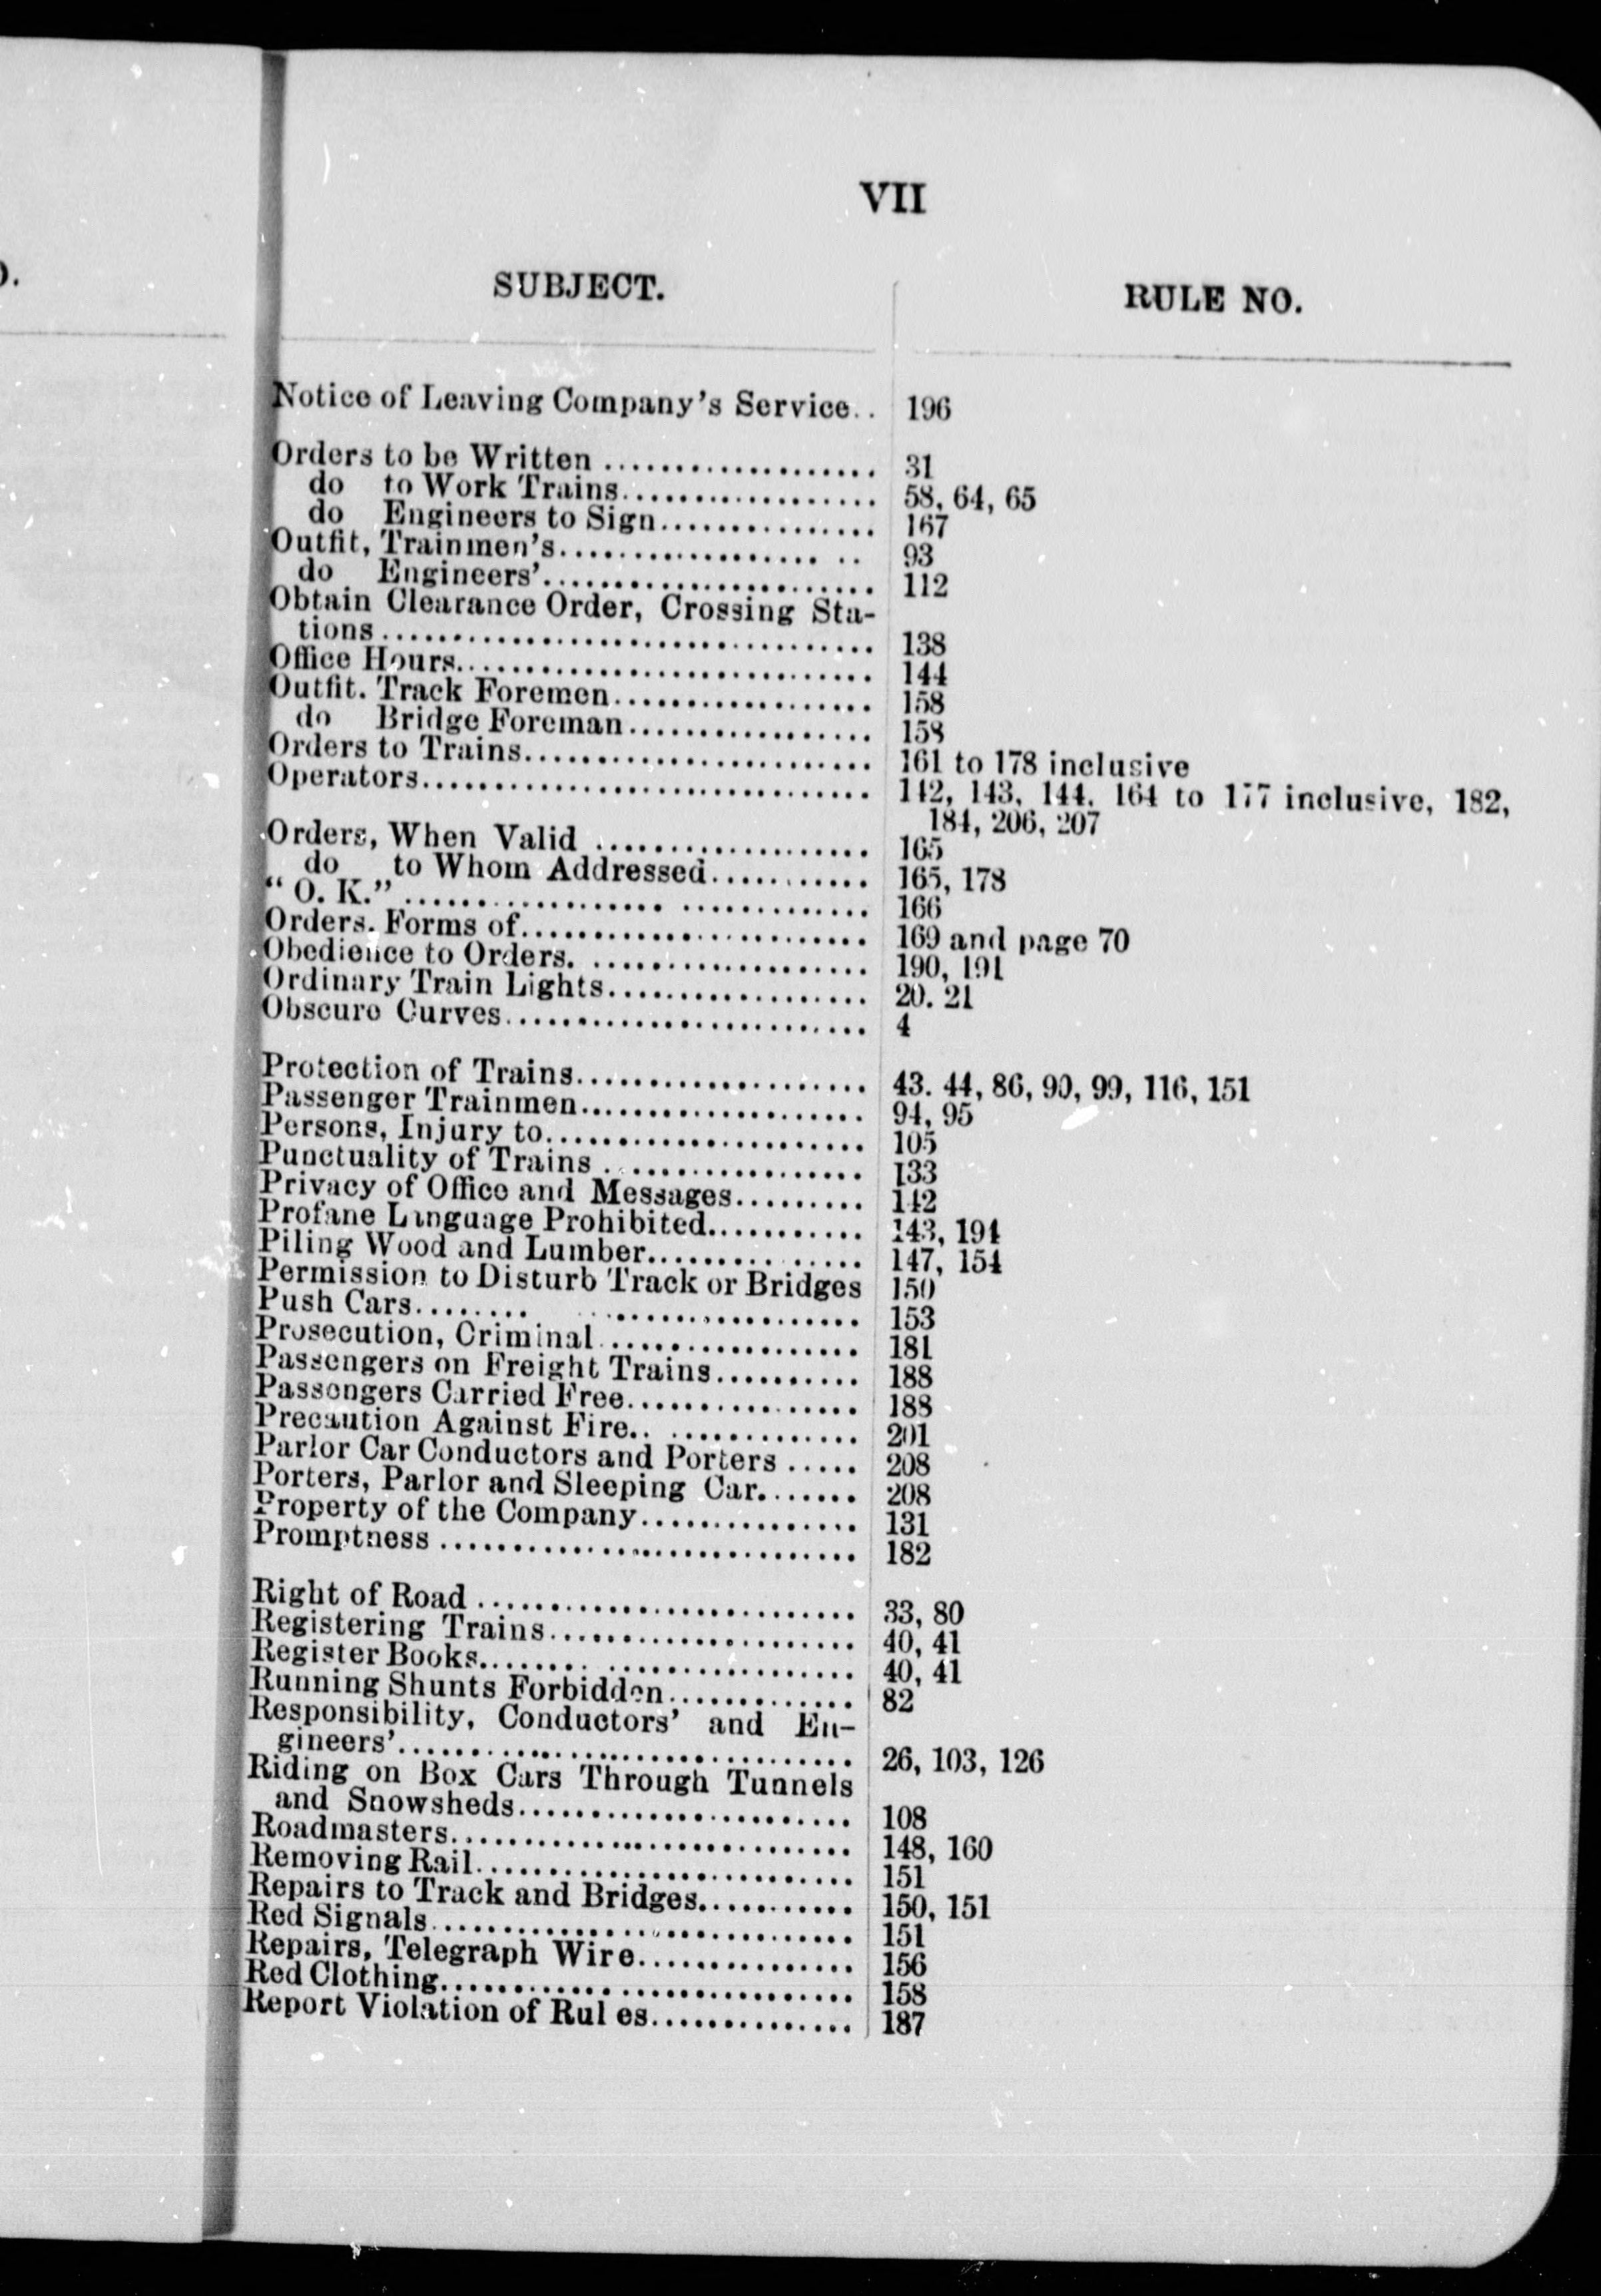 VII
SUBJECT. RULE NO.
Notice of Leaving Company's Service.. 196
Orders to be Written ................... 31
do to Work Trains.................. 58, 64, 65
do Engineers to Sign............... 167
Outfit, Trainmen's.................. .. 93
do Engineers'....................... 112
Obtain Clearance Order, Crossing Sta-
tions.................................. 138
Office Hours............................. 144
Outfit. Track Foremen.................. 158
do Bridge Foreman................. 158
Orders to Trains........................ 161 to 178 inclusive
Operators............................... 142, 143, 144, 164 to 177 inclusive, 182,
184, 206, 207
Orders, When Valid ................... 165
do to Whom Addressed........... 165, 178
“ O. K.” .................. ............. 166
Orders. Forms of........................ 169 and page 70
Obedience to Orders. ................... 190, 191
Ordinary Train Lights.................. 20. 21
Obscure Curves......................... 4
Protection of Trains.................... 43. 44, 86, 90, 99, 116, 151
Passenger Trainmen.................... 94, 95
Persons, Injury to...................... 105
Punctuality of Trains .................. 133
Privacy of Office and Messages......... 142
Profane Language Prohibited........... 143, 194
Piling Wood and Lumber............... 147, 154
Permission to Disturb Track or Bridges 150
Push Cars........ .................. 153
Prosecution, Criminal.................. 181
Passengers on Freight Trains.......... 188
Passengers Carried Free................ 188
Precaution Against Fire.. ............. 201
Parlor Car Conductors and Porters ..... 208
Porters, Parlor and Sleeping Car....... 208
Property of the Company............... 131
Promptness ............................. 182
Right of Road .......................... 33, 80
Registering Trains..................... 40, 41
Register Books........ ................. 40, 41
Running Shunts Forbidden............. 82
Responsibility, Conductors' and En-
gineers'................................ 26, 103, 126
Riding on Box Cars Through Tunnels
and Snowsheds....................... 108
Roadmasters............................ 148, 160
Removing Rail.......................... 151
Repairs to Track and Bridges........... 150, 151
Red Signals............................. 151
Repairs, Telegraph Wire............... 156
Red Clothing............................ 158
Report Violation of Rul es.............. 187